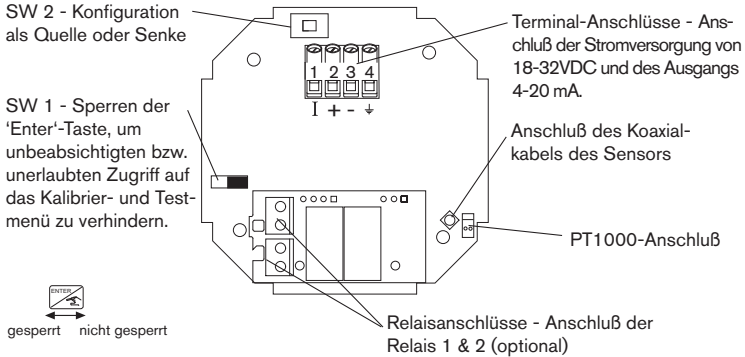 SW 2 - Konfiguration
als Quelle oder Senke
Terminal-Anschlüsse - Ans-
chluß der Stromversorgung von
18-32VDC und des Ausgangs
4-20 mA.
1 2 3 4
I + - ⏚
SW 1 - Sperren der
‘Enter‘-Taste, um
unbeabsichtigten bzw.
unerlaubten Zugriff auf
das Kalibrier- und Test-
menü zu verhindern.
Anschluß des Koaxial-
kabels des Sensors
PT1000-Anschluß
ENTER
gesperrt nicht gesperrt
Relaisanschlüsse - Anschluß der
Relais 1 & 2 (optional)